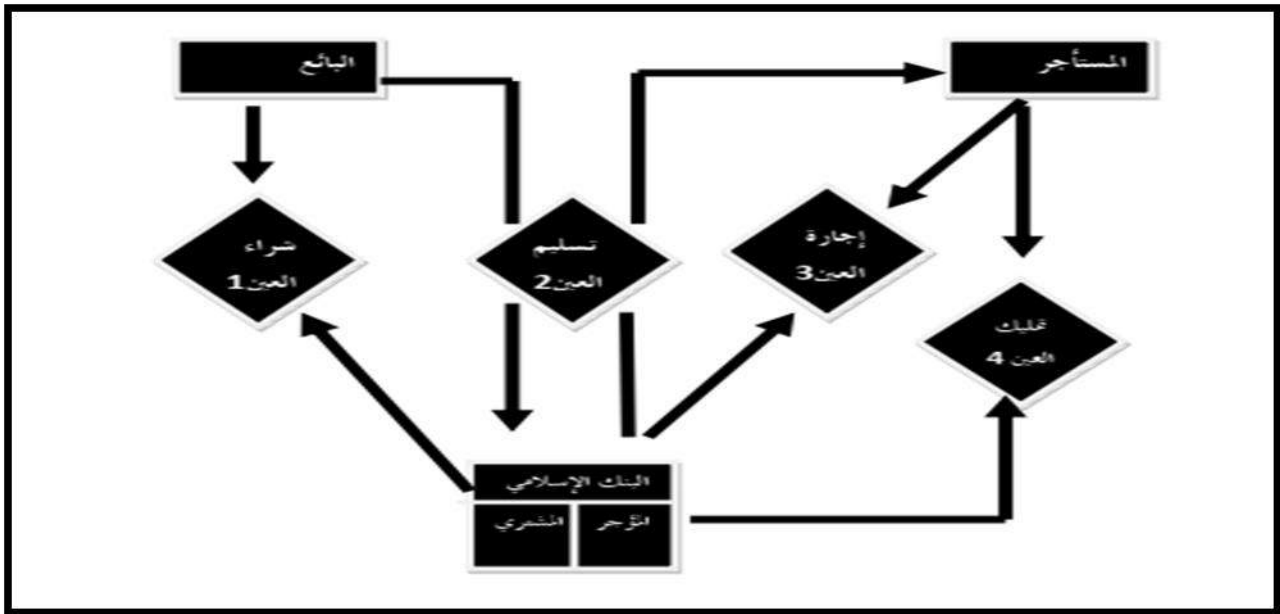 المستأجر
البائع
إجارة
العين3
تسليم
العين2
شراء
العين1
تمليك
العين 4
البنك الإسلامي
المؤجر
المشتري